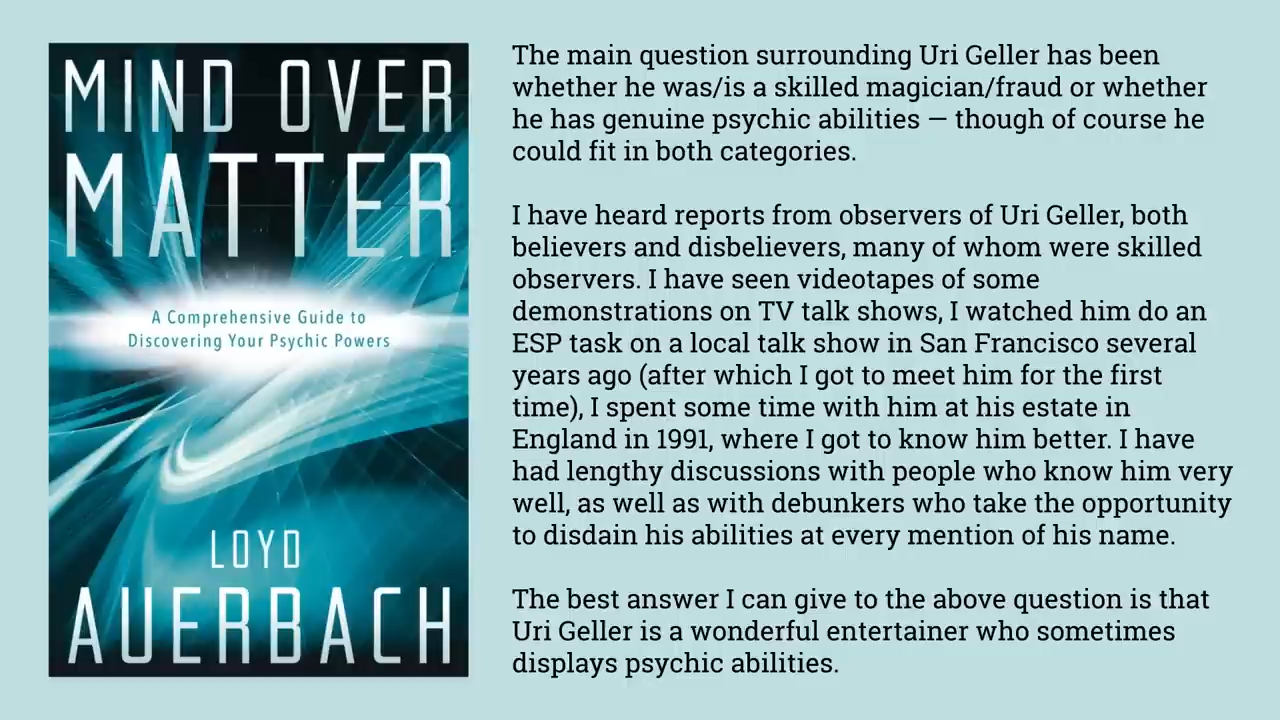 MIND OVER
MATTER
A Comprehensive Guide to
Discovering Your Psychic Powers
LOYD
AUERBACH
The main question surrounding Uri Geller has been
whether he was/is a skilled magician/fraud or whether
he has genuine psychic abilities — though of course he
could fit in both categories.
I have heard reports from observers of Uri Geller, both
believers and disbelievers, many of whom were skilled
observers. I have seen videotapes of some
demonstrations on TV talk shows, I watched him do an
ESP task on a local talk show in San Francisco several
years ago (after which I got to meet him for the first
time), I spent some time with him at his estate in
England in 1991, where I got to know him better. I have
had lengthy discussions with people who know him very
well, as well as with debunkers who take the opportunity
to disdain his abilities at every mention of his name.
The best answer I can give to the above question is that
Uri Geller is a wonderful entertainer who sometimes
displays psychic abilities.